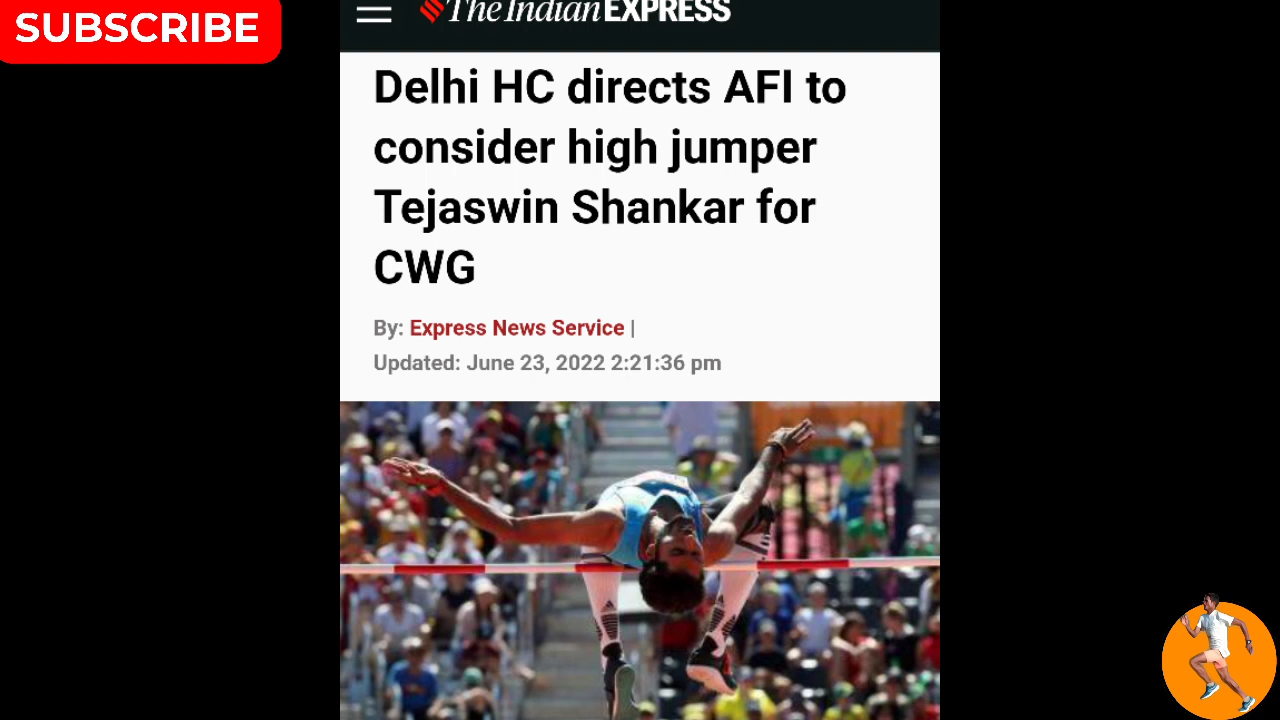 SUBSCRIBE
The Indian EXPRESS
Delhi HC directs AFI to
consider high jumper
Tejaswin Shankar for
CWG
By: Express News Service |
Updated: June 23, 2022 2:21:36 pm